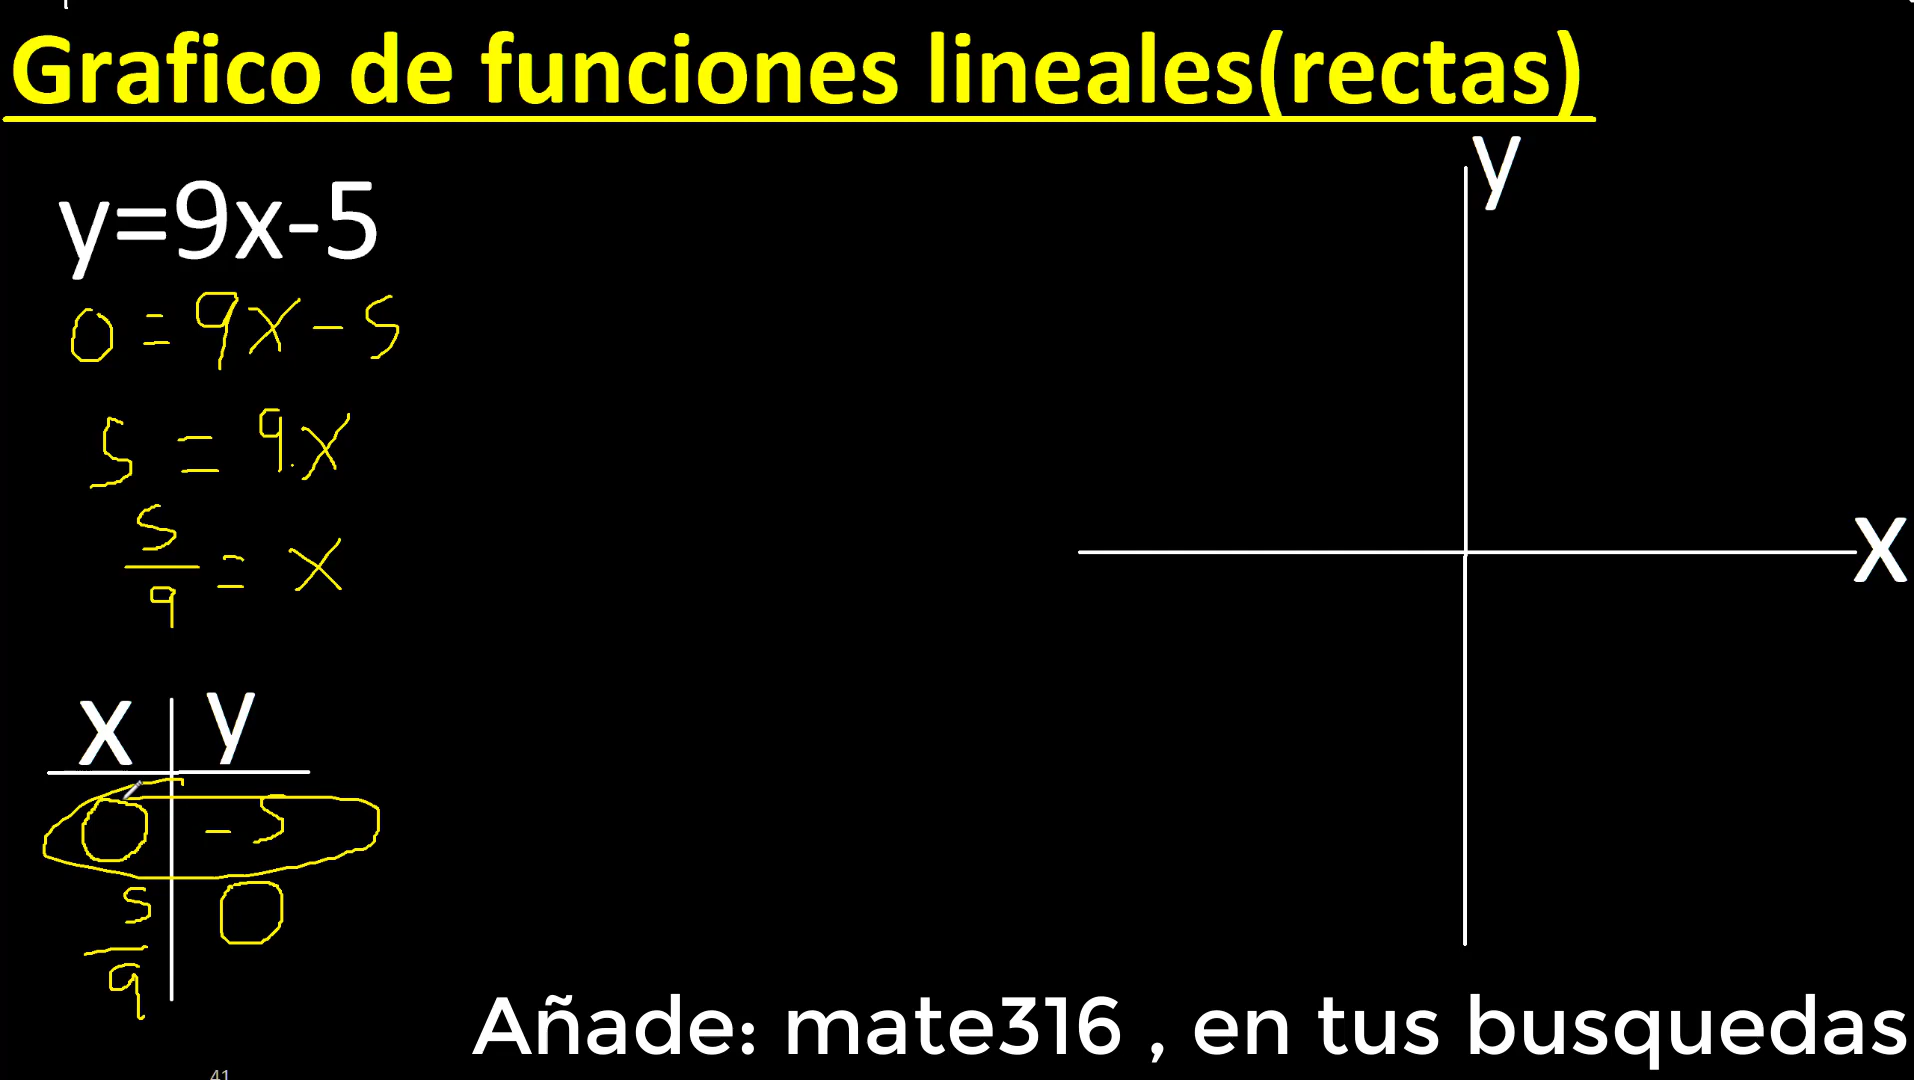 Grafico de funciones lineales(rectas)
y
y=9x-5
0=9x-5
5=9.x
5/9=x
x
x y
0 -5
5/9 0
Añade: mate316 , en tus busquedas
41